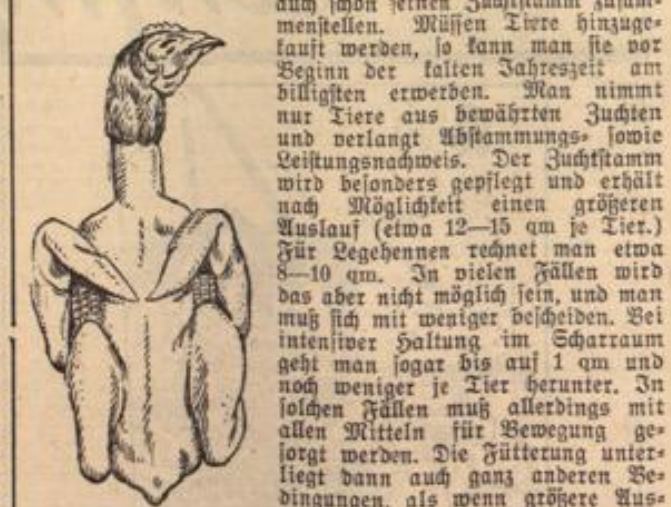 auch schon seinen Zuchtstamm zusam-
menstellen. Müssen Tiere hinzuge-
kauft werden, so kann man sie vor
Beginn der kalten Jahreszeit am
billigsten erwerben. Man nimmt
nur Tiere aus bewährten Zuchten
und verlangt Abstammungs- sowie
Leistungsnachweis. Der Zuchtstamm
wird besonders gepflegt und erhält
nach Möglichkeit einen größeren
Auslauf (etwa 12—15 qm je Tier.)
Für Legehennen rechnet man etwa
8—10 qm. In vielen Fällen wird
das aber nicht möglich sein, und man
muß sich mit weniger bescheiden. Bei
intensiver Haltung im Scharraum
geht man sogar bis auf 1 qm und
noch weniger je Tier herunter. In
solchen Fällen muß allerdings mit
allen Mitteln für Bewegung ge-
sorgt werden. Die Fütterung unter-
liegt dann auch ganz anderen Be-
dingungen, als wenn größere Aus-